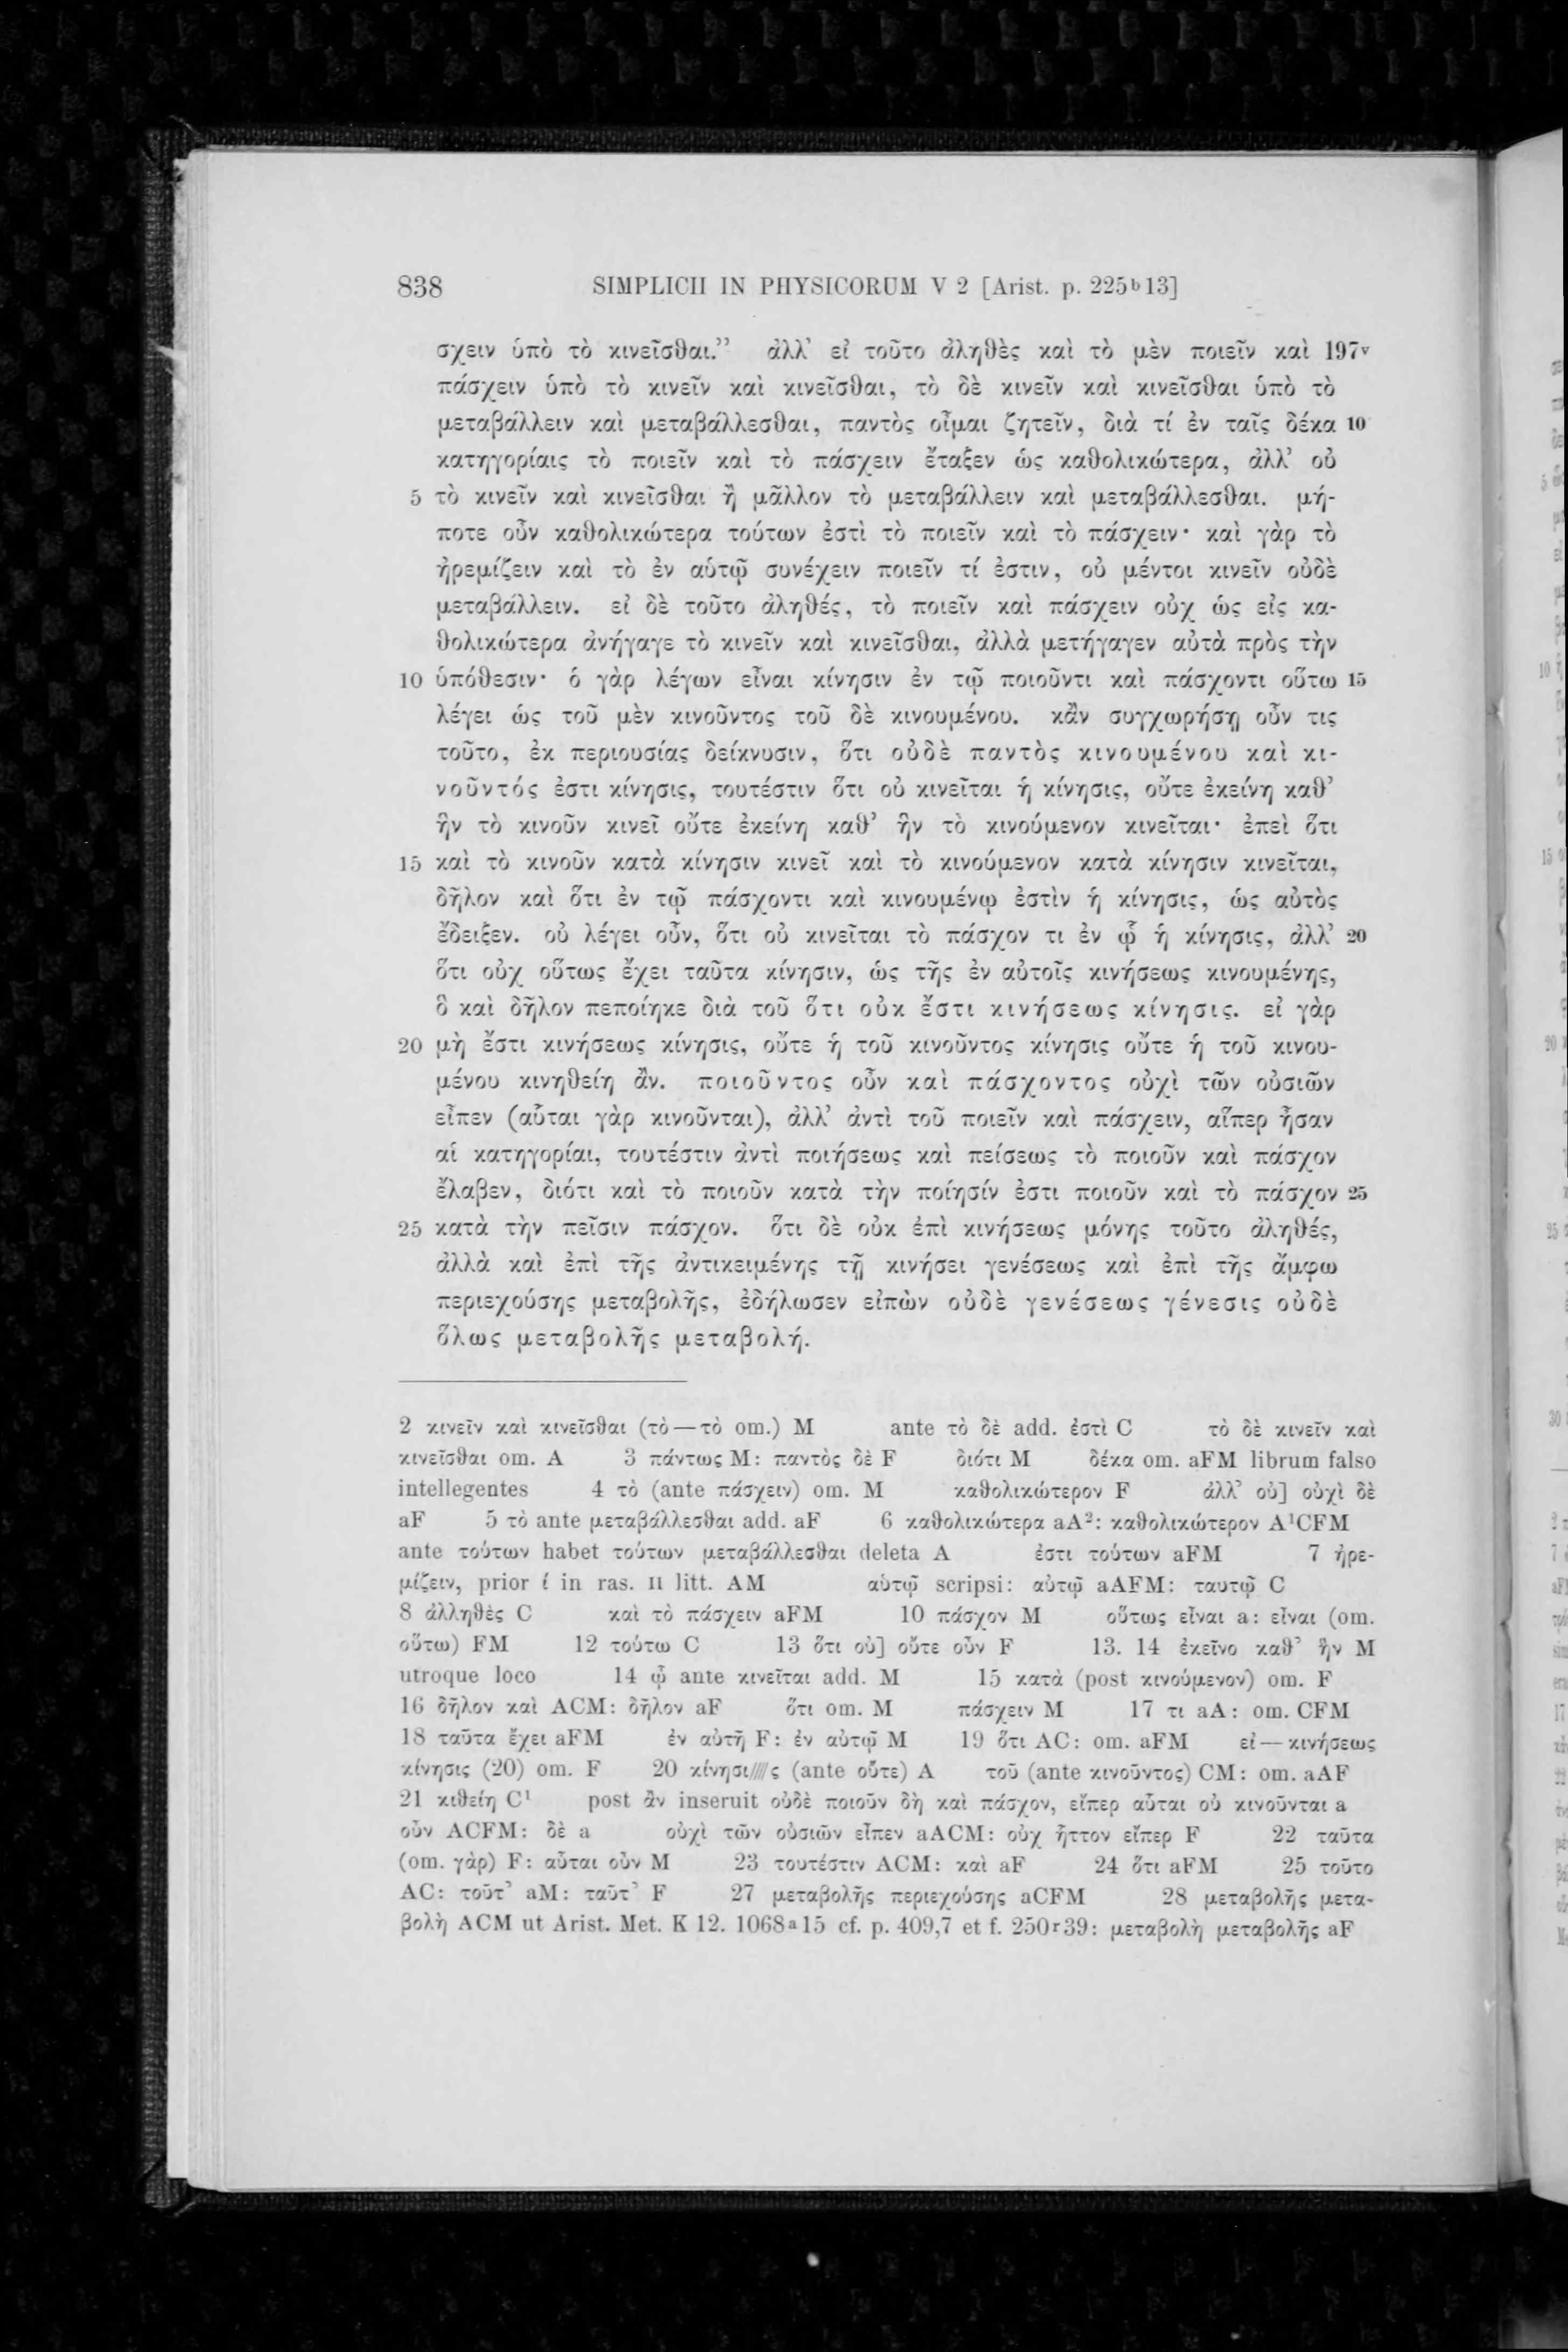 838 SIMPLICII IN PHYSICORUM V 2 [Arist. p. 225ᵇ13]
σχειν ὑπὸ τὸ κινεῖσθαι.” ἀλλ’ εἰ τοῦτο ἀληθὲς καὶ τὸ μὲν ποιεῖν καὶ 197ᵛ
πάσχειν ὑπὸ τὸ κινεῖν καὶ κινεῖσθαι, τὸ δὲ κινεῖν καὶ κινεῖσθαι ὑπὸ τὸ
μεταβάλλειν καὶ μεταβάλλεσθαι, παντὸς οἶμαι ζητεῖν, διὰ τί ἐν ταῖς δέκα 10
κατηγορίαις τὸ ποιεῖν καὶ τὸ πάσχειν ἔταξεν ὡς καθολικώτερα, ἀλλ’ οὐ
5 τὸ κινεῖν καὶ κινεῖσθαι ἢ μᾶλλον τὸ μεταβάλλειν καὶ μεταβάλλεσθαι. μή-
ποτε οὖν καθολικώτερα τούτων ἐστὶ τὸ ποιεῖν καὶ τὸ πάσχειν· καὶ γὰρ τὸ
ἠρεμίζειν καὶ τὸ ἐν αὑτῷ συνέχειν ποιεῖν τί ἐστιν, οὐ μέντοι κινεῖν οὐδὲ
μεταβάλλειν. εἰ δὲ τοῦτο ἀληθές, τὸ ποιεῖν καὶ πάσχειν οὐχ ὡς εἰς κα-
θολικώτερα ἀνήγαγε τὸ κινεῖν καὶ κινεῖσθαι, ἀλλὰ μετήγαγεν αὐτὰ πρὸς τὴν
10 ὑπόθεσιν· ὁ γὰρ λέγων εἶναι κίνησιν ἐν τῷ ποιοῦντι καὶ πάσχοντι οὕτω 15
λέγει ὡς τοῦ μὲν κινοῦντος τοῦ δὲ κινουμένου. κἂν συγχωρήσῃ οὖν τις
τοῦτο, ἐκ περιουσίας δείκνυσιν, ὅτι οὐδὲ παντὸς κινουμένου καὶ κι-
νοῦντός ἐστι κίνησις, τουτέστιν ὅτι οὐ κινεῖται ἡ κίνησις, οὔτε ἐκείνη καθ’
ἣν τὸ κινοῦν κινεῖ οὔτε ἐκείνη καθ’ ἣν τὸ κινούμενον κινεῖται· ἐπεὶ ὅτι
15 καὶ τὸ κινοῦν κατὰ κίνησιν κινεῖ καὶ τὸ κινούμενον κατὰ κίνησιν κινεῖται,
δῆλον καὶ ὅτι ἐν τῷ πάσχοντι καὶ κινουμένῳ ἐστὶν ἡ κίνησις, ὡς αὐτὸς
ἔδειξεν. οὐ λέγει οὖν, ὅτι οὐ κινεῖται τὸ πάσχον τι ἐν ᾧ ἡ κίνησις, ἀλλ’ 20
ὅτι οὐχ οὕτως ἔχει ταῦτα κίνησιν, ὡς τῆς ἐν αὐτοῖς κινήσεως κινουμένης,
ὃ καὶ δῆλον πεποίηκε διὰ τοῦ ὅτι οὐκ ἔστι κινήσεως κίνησις. εἰ γὰρ
20 μὴ ἔστι κινήσεως κίνησις, οὔτε ἡ τοῦ κινοῦντος κίνησις οὔτε ἡ τοῦ κινου-
μένου κινηθείη ἄν. ποιοῦντος οὖν καὶ πάσχοντος οὐχὶ τῶν οὐσιῶν
εἶπεν (αὗται γὰρ κινοῦνται), ἀλλ’ ἀντὶ τοῦ ποιεῖν καὶ πάσχειν, αἵπερ ἦσαν
αἱ κατηγορίαι, τουτέστιν ἀντὶ ποιήσεως καὶ πείσεως τὸ ποιοῦν καὶ πάσχον
ἔλαβεν, διότι καὶ τὸ ποιοῦν κατὰ τὴν ποίησίν ἐστι ποιοῦν καὶ τὸ πάσχον 25
25 κατὰ τὴν πεῖσιν πάσχον. ὅτι δὲ οὐκ ἐπὶ κινήσεως μόνης τοῦτο ἀληθές,
ἀλλὰ καὶ ἐπὶ τῆς ἀντικειμένης τῇ κινήσει γενέσεως καὶ ἐπὶ τῆς ἄμφω
περιεχούσης μεταβολῆς, ἐδήλωσεν εἰπὼν οὐδὲ γενέσεως γένεσις οὐδὲ
ὅλως μεταβολῆς μεταβολή.
2 κινεῖν καὶ κινεῖσθαι (τὸ—τὸ om.) M ante τὸ δὲ add. ἐστὶ C τὸ δὲ κινεῖν καὶ
κινεῖσθαι om. A 3 πάντως M: παντὸς δὲ F διότι M δέκα om. aFM librum falso
intellegentes 4 τὸ (ante πάσχειν) om. M καθολικώτερον F ἀλλ’ οὐ] οὐχὶ δὲ
aF 5 τὸ ante μεταβάλλεσθαι add. aF 6 καθολικώτερα aA²: καθολικώτερον A¹CFM
ante τούτων habet τούτων μεταβάλλεσθαι deleta A ἐστι τούτων aFM 7 ἠρε-
μίζειν, prior ί in ras. II litt. AM αὑτῷ scripsi: αὐτῷ aAFM: ταυτῷ C
8 ἀλληθὲς C καὶ τὸ πάσχειν aFM 10 πάσχον M οὕτως εἶναι a: εἶναι (om.
οὕτω) FM 12 τούτω C 13 ὅτι οὐ] οὔτε οὖν F 13. 14 ἐκεῖνο καθ’ ἣν M
utroque loco 14 ᾧ ante κινεῖται add. M 15 κατὰ (post κινούμενον) om. F
16 δῆλον καὶ ACM: δῆλον aF ὅτι om. M πάσχειν M 17 τι aA: om. CFM
18 ταῦτα ἔχει aFM ἐν αὐτῇ F: ἐν αὐτῷ M 19 ὅτι AC: om. aFM εἰ—κινήσεως
κίνησις (20) om. F 20 κίνησι////ς (ante οὔτε) A τοῦ (ante κινοῦντος) CM: om. aAF
21 κιθείη C¹ post ἂν inseruit οὐδὲ ποιοῦν δὴ καὶ πάσχον, εἴπερ αὗται οὐ κινοῦνται a
οὖν ACFM: δὲ a οὐχὶ τῶν οὐσιῶν εἶπεν aACM: οὐχ ἧττον εἴπερ F 22 ταῦτα
(om. γὰρ) F: αὗται οὖν M 23 τουτέστιν ACM: καὶ aF 24 ὅτι aFM 25 τοῦτο
AC: τοῦτ’ aM: ταῦτ’ F 27 μεταβολῆς περιεχούσης aCFM 28 μεταβολῆς μετα-
βολὴ ACM ut Arist. Met. K 12. 1068ᵃ15 cf. p. 409,7 et f. 250ʳ39: μεταβολὴ μεταβολῆς aF